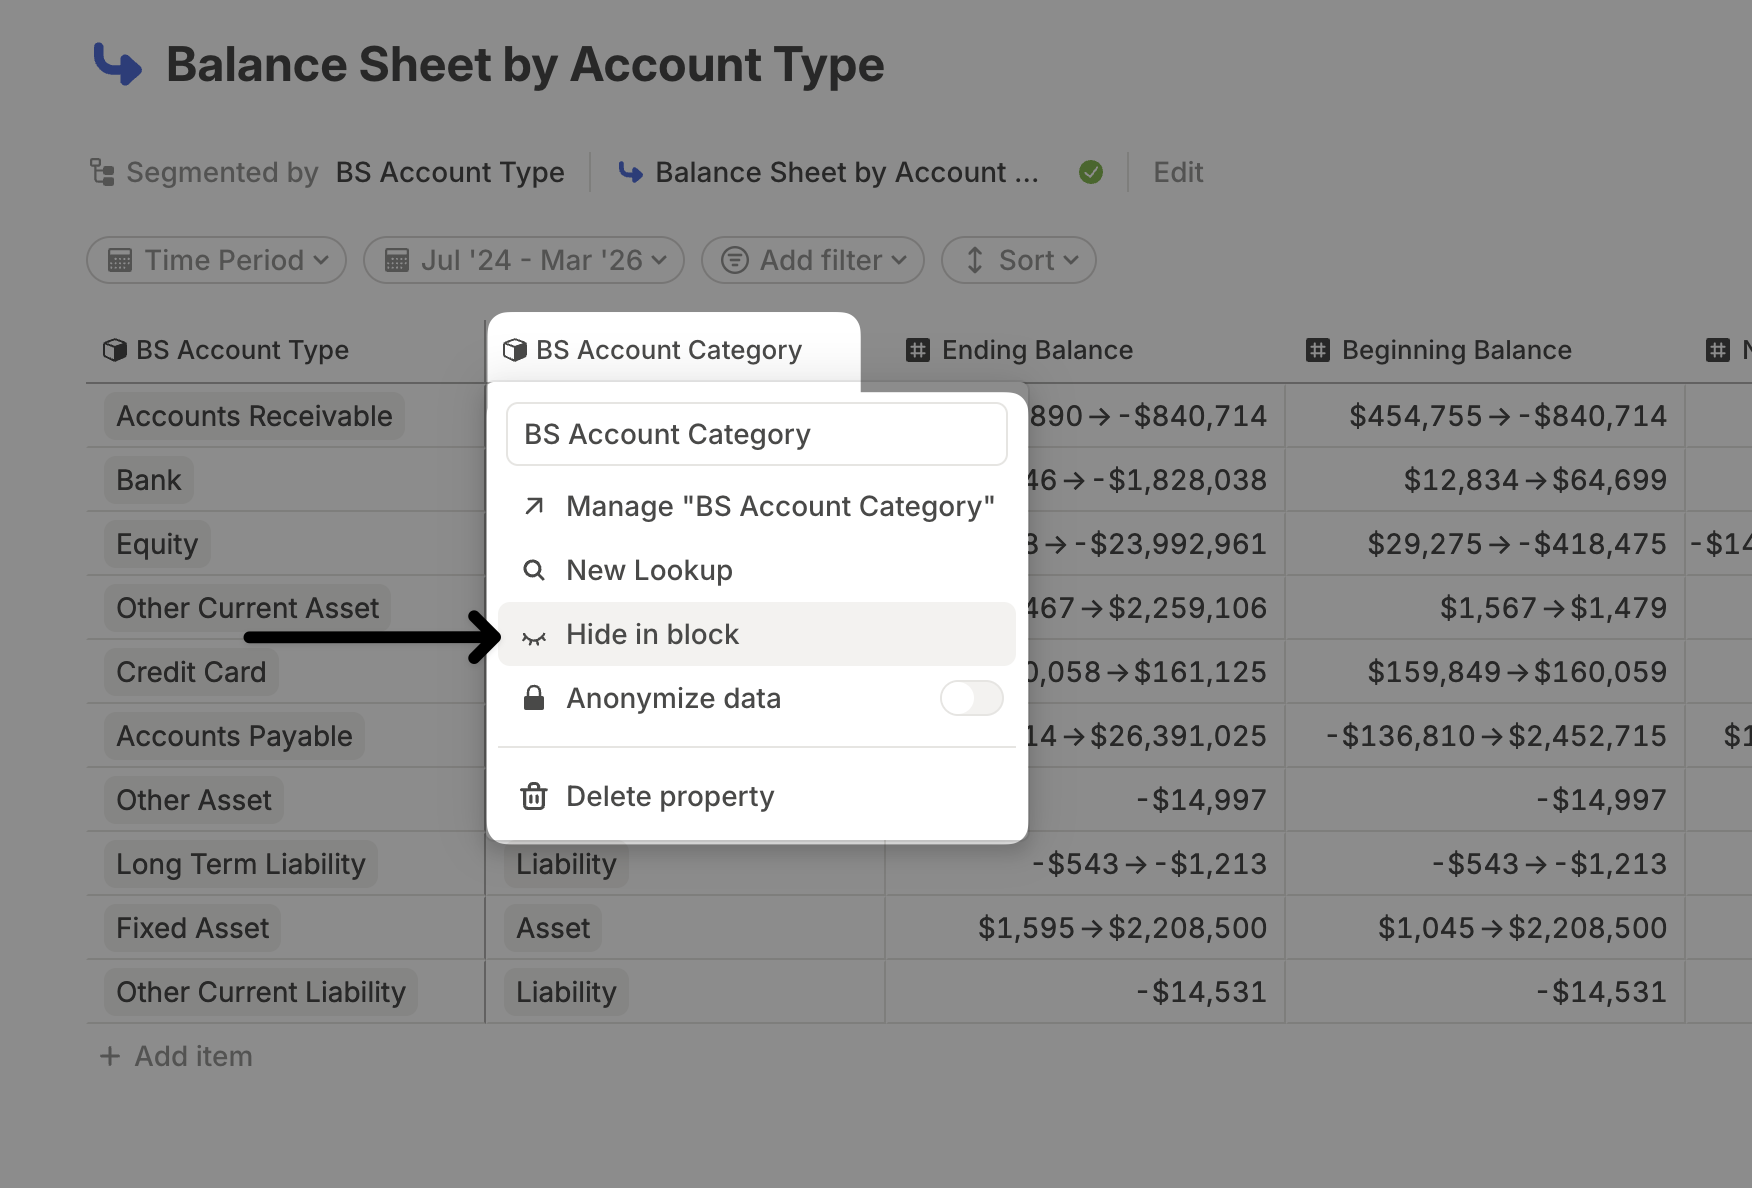 Balance Sheet by Account Type
Segmented by BS Account Type Balance Sheet by Account ... Edit
Time Period Jul '24 - Mar '26 Add filter Sort
BS Account Type BS Account Category Ending Balance Beginning Balance
BS Account Category
Manage "BS Account Category"
New Lookup
Hide in block
Anonymize data
Delete property
Accounts Receivable 890 → -$840,714 $454,755 → -$840,714
Bank 46 → -$1,828,038 $12,834 → $64,699
Equity → -$23,992,961 $29,275 → -$418,475 -$14
Other Current Asset 467 → $2,259,106 $1,567 → $1,479
Credit Card 0,058 → $161,125 $159,849 → $160,059
Accounts Payable 14 → $26,391,025 -$136,810 → $2,452,715 $1
Other Asset -$14,997 -$14,997
Long Term Liability Liability -$543 → -$1,213 -$543 → -$1,213
Fixed Asset Asset $1,595 → $2,208,500 $1,045 → $2,208,500
Other Current Liability Liability -$14,531 -$14,531
+ Add item